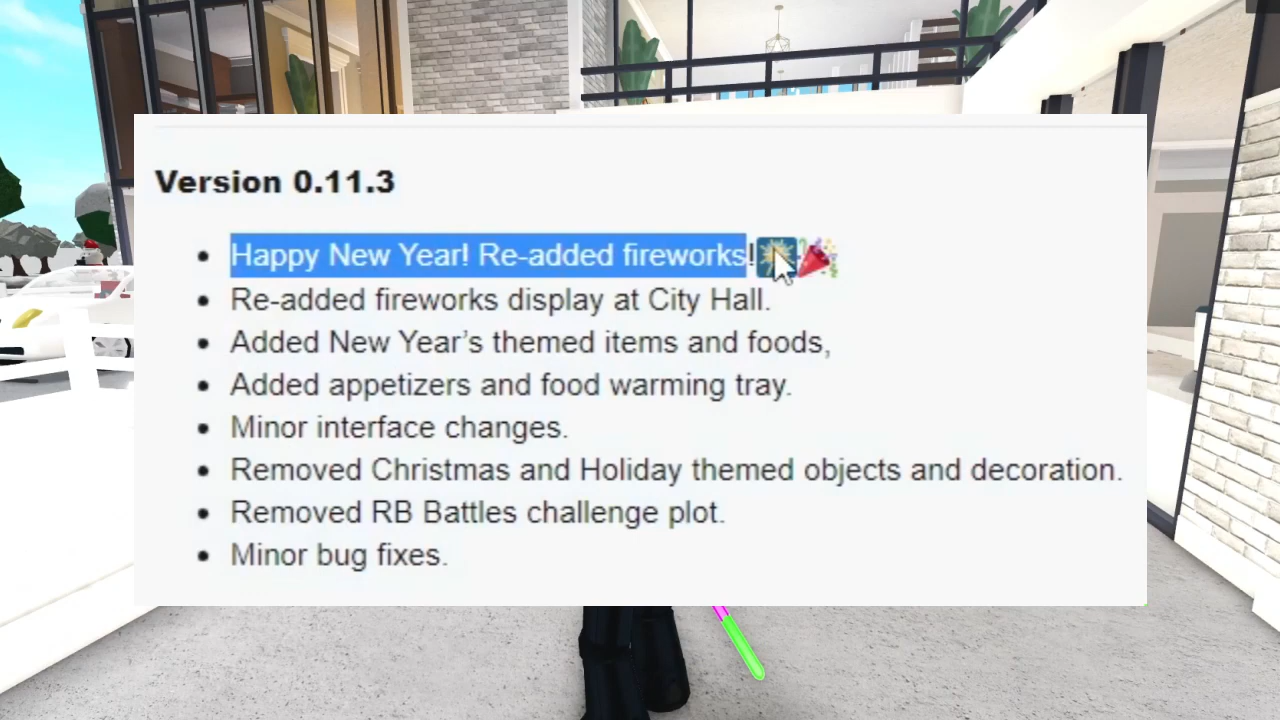 Version 0.11.3
• Happy New Year! Re-added fireworks!🎆🎉
• Re-added fireworks display at City Hall.
• Added New Year’s themed items and foods,
• Added appetizers and food warming tray.
• Minor interface changes.
• Removed Christmas and Holiday themed objects and decoration.
• Removed RB Battles challenge plot.
• Minor bug fixes.